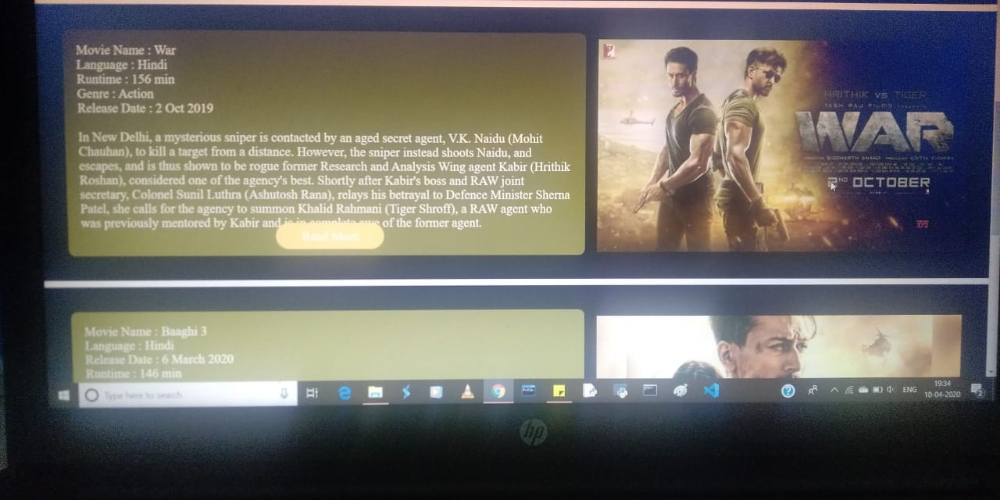 Movie Name : War
Language : Hindi
Runtime : 156 min
Genre : Action
Release Date : 2 Oct 2019
In New Delhi, a mysterious sniper is contacted by an aged secret agent, V.K. Naidu (Mohit
Chauhan), to kill a target from a distance. However, the sniper instead shoots Naidu, and
escapes, and is thus shown to be rogue former Research and Analysis Wing agent Kabir (Hrithik
Roshan), considered one of the agency's best. Shortly after Kabir's boss and RAW joint
secretary, Colonel Sunil Luthra (Ashutosh Rana), relays his betrayal to Defence Minister Sherna
Patel, she calls for the agency to summon Khalid Rahmani (Tiger Shroff), a RAW agent who
was previously mentored by Kabir and is in complete awe of the former agent.
Read More
HRITHIK VS TIGER
YASH RAJ FILMS
WAR
2ND OCTOBER
Movie Name : Baaghi 3
Language : Hindi
Release Date : 6 March 2020
Runtime : 146 min
Type here to search
ENG
19:34
10-04-2020
2
hp